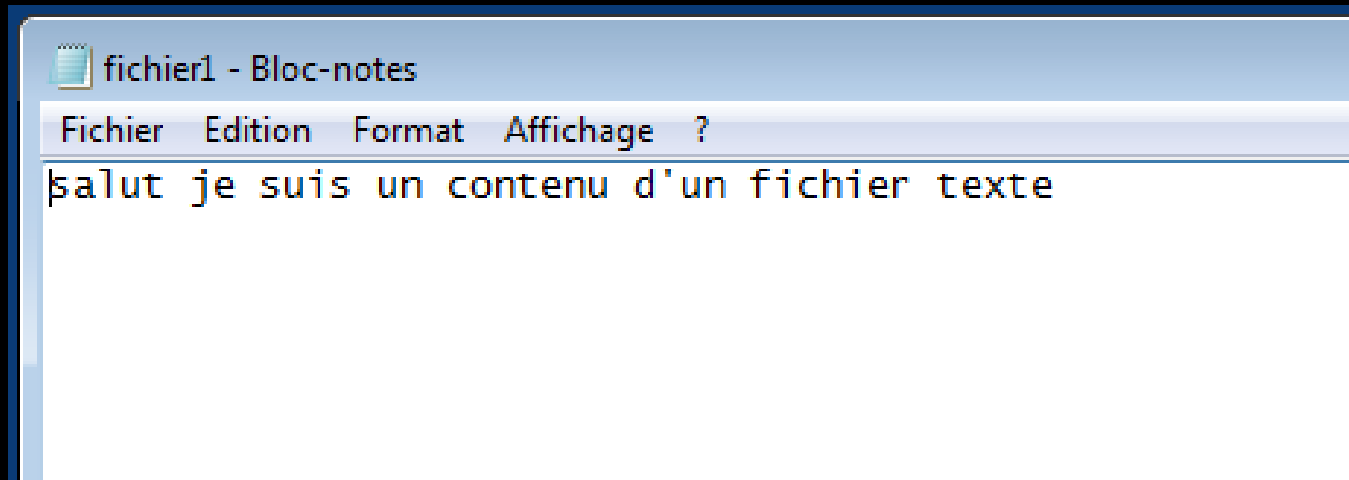 fichier1 - Bloc-notes
Fichier Edition Format Affichage ?
salut je suis un contenu d'un fichier texte